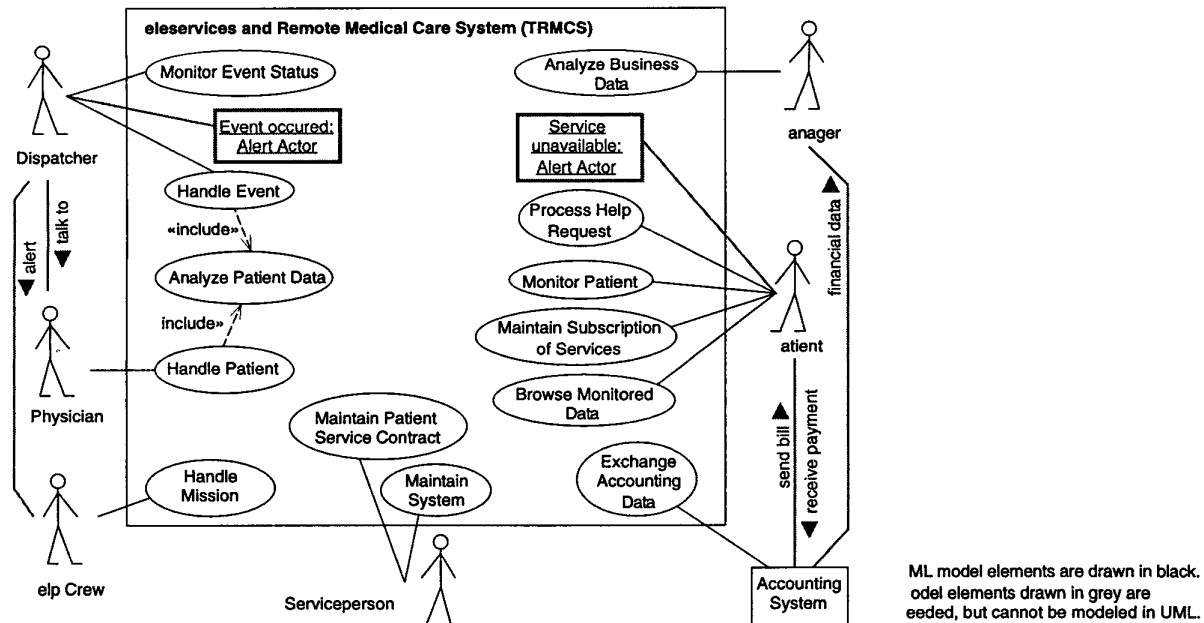 eleservices and Remote Medical Care System (TRMCS)
Monitor Event Status
Analyze Business
Data
Dispatcher
Event occured:
Alert Actor
Service
unavailable:
Alert Actor
anager
Handle Event
«include»
Process Help
Request
alert
talk to
financial data
Analyze Patient Data
Monitor Patient
include»
Maintain Subscription
of Services
atient
Handle Patient
Physician
Browse Monitored
Data
Maintain Patient
Service Contract
send bill
receive payment
Handle
Mission
Maintain
System
Exchange
Accounting
Data
elp Crew
Serviceperson
Accounting
System
ML model elements are drawn in black.
odel elements drawn in grey are
eeded, but cannot be modeled in UML.